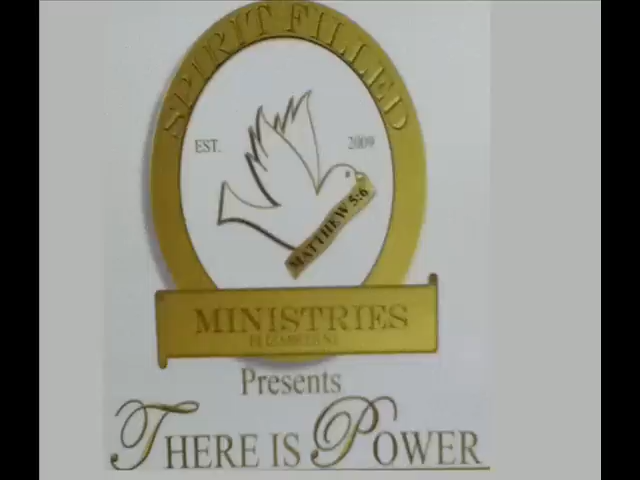 SPIRIT FILLED
EST. 2009
MATTHEW 5:6
MINISTRIES
Presents
THERE IS POWER